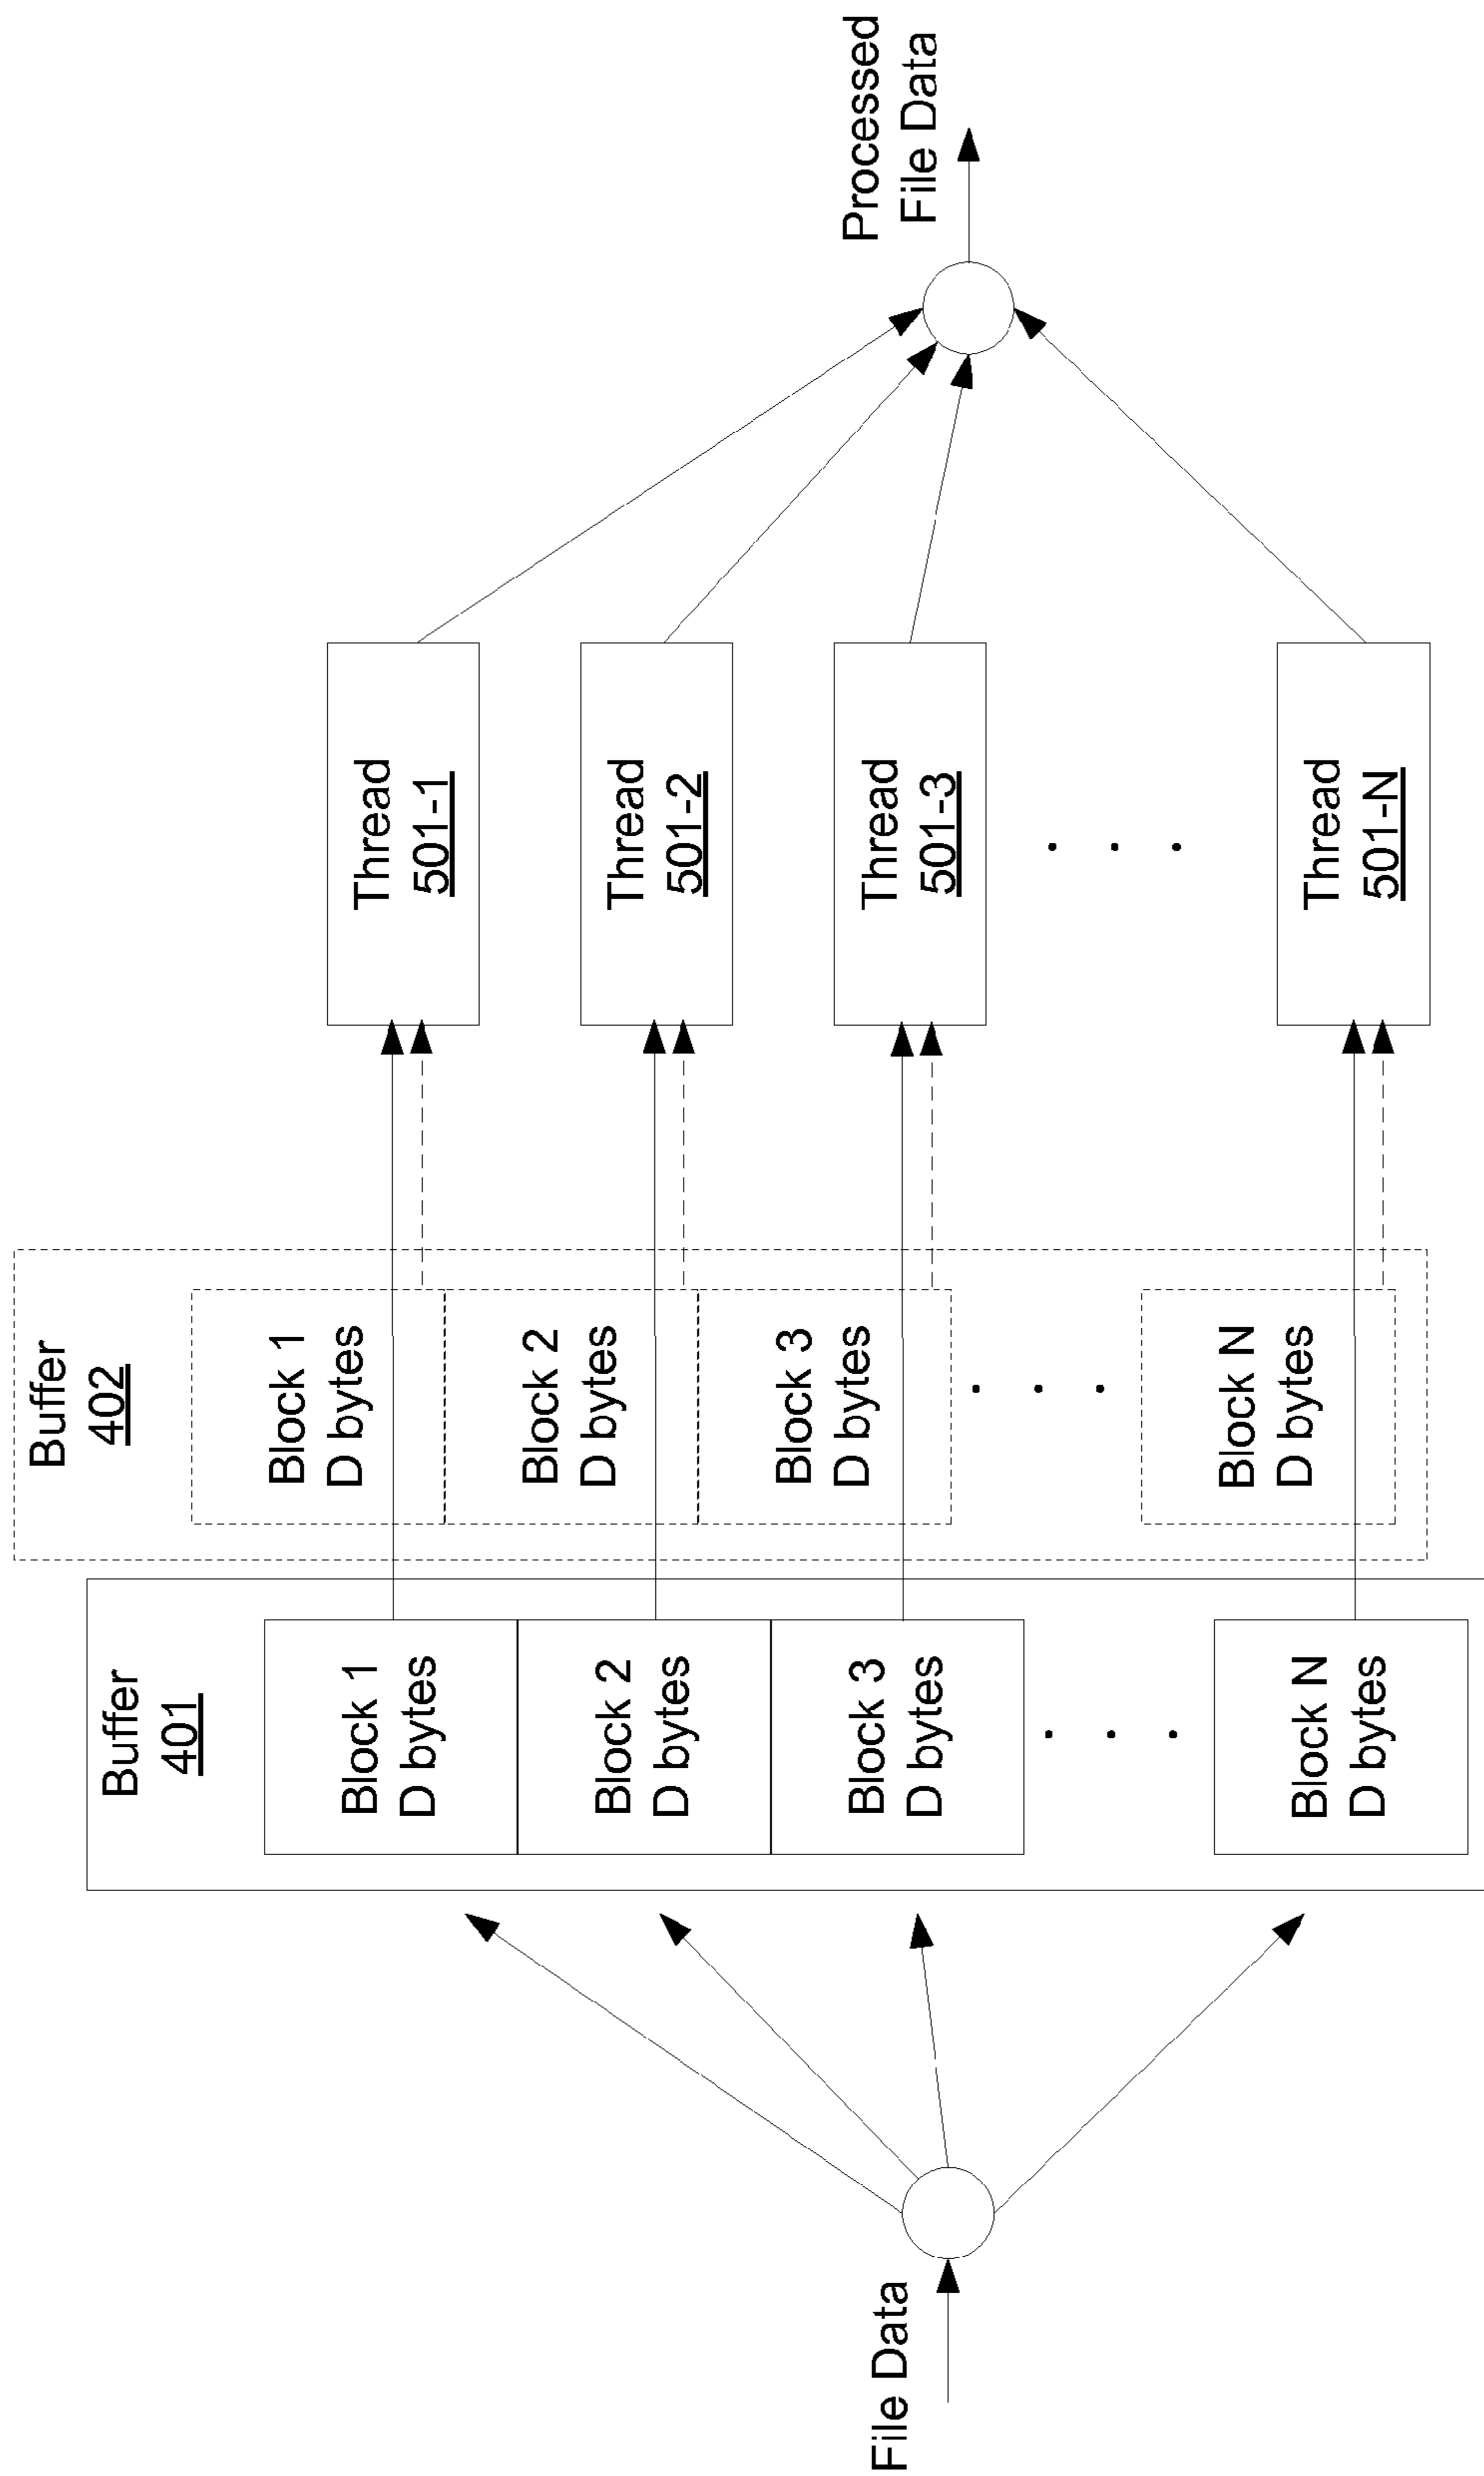 File Data
Buffer
401
Block 1
D bytes
Block 2
D bytes
Block 3
D bytes
. . .
Block N
D bytes
Buffer
402
Block 1
D bytes
Block 2
D bytes
Block 3
D bytes
. . .
Block N
D bytes
Thread
501-1
Thread
501-2
Thread
501-3
. . .
Thread
501-N
Processed
File Data